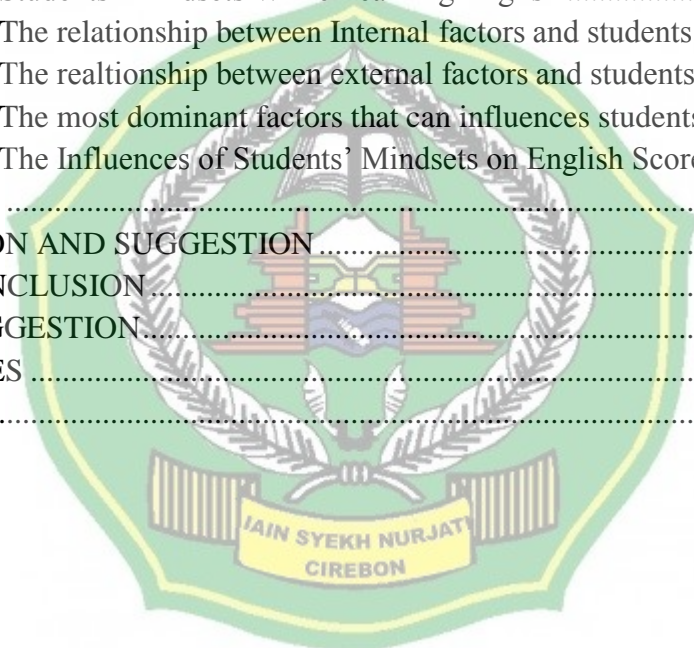 The relationship between Internal factors and students
The realtionship between external factors and students
The most dominant factors that can influences students
The Influences of Students’ Mindsets on English Score
................................................................................
ON AND SUGGESTION............................................
NCLUSION................................................................
GGESTION................................................................
ES ............................................................................
................................................................................
IAIN SYEKH NURJATI
CIREBON